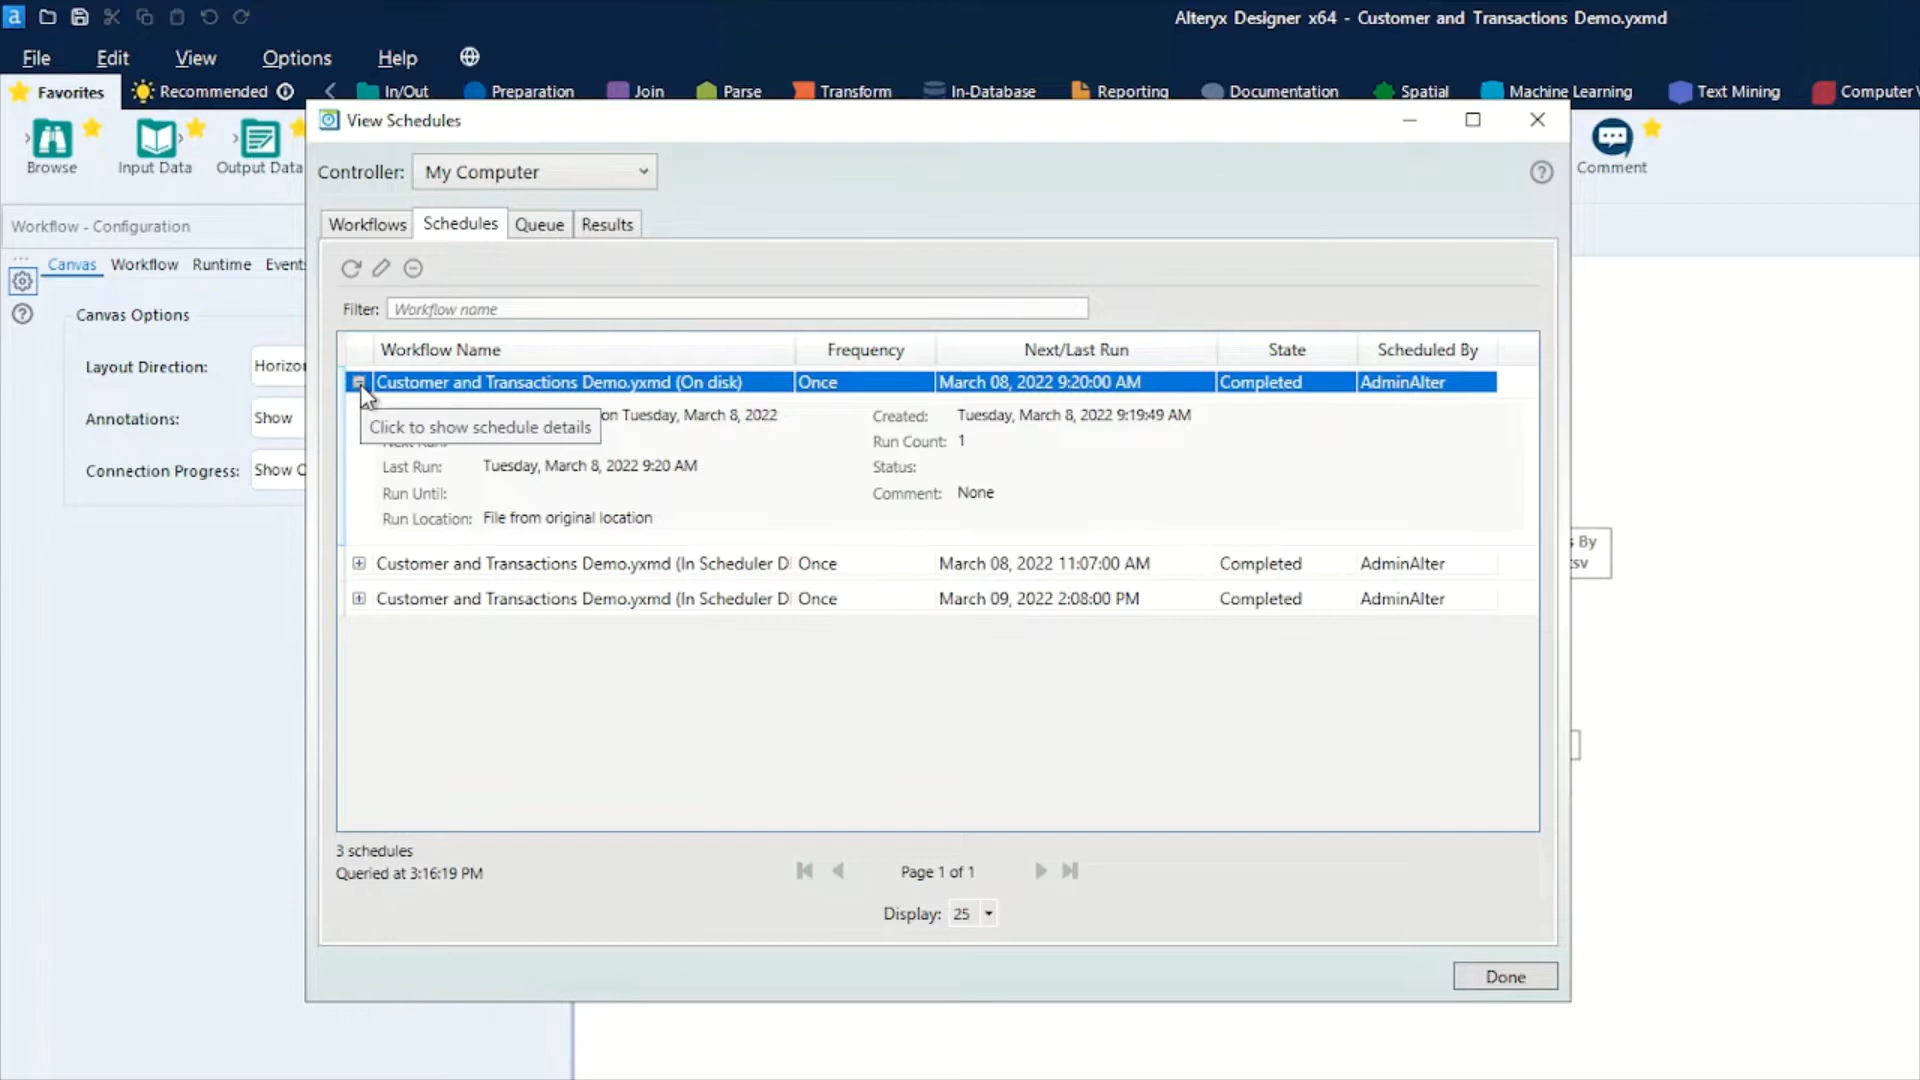 Alteryx Designer x64 - Customer and Transactions Demo.yxmd
File Edit View Options Help
Favorites Recommended In/Out Preparation Join Parse Transform In-Database Reporting Documentation Spatial Machine Learning Text Mining Computer
Browse Input Data Output Data Comment
View Schedules
Controller: My Computer
Workflow - Configuration
Workflows Schedules Queue Results
Canvas Workflow Runtime Events
Canvas Options
Layout Direction:
Annotations: Show
Connection Progress: Show
Filter: Workflow name
Workflow Name Frequency Next/Last Run State Scheduled By
Customer and Transactions Demo.yxmd (On disk) Once March 08, 2022 9:20:00 AM Completed AdminAlter
Click to show schedule details
on Tuesday, March 8, 2022 Created: Tuesday, March 8, 2022 9:19:49 AM
Next Run: Run Count: 1
Last Run: Tuesday, March 8, 2022 9:20 AM Status:
Run Until: Comment: None
Run Location: File from original location
Customer and Transactions Demo.yxmd (In Scheduler D Once March 08, 2022 11:07:00 AM Completed AdminAlter
Customer and Transactions Demo.yxmd (In Scheduler D Once March 09, 2022 2:08:00 PM Completed AdminAlter
By
3 schedules
Queried at 3:16:19 PM
Page 1 of 1
Display: 25
Done